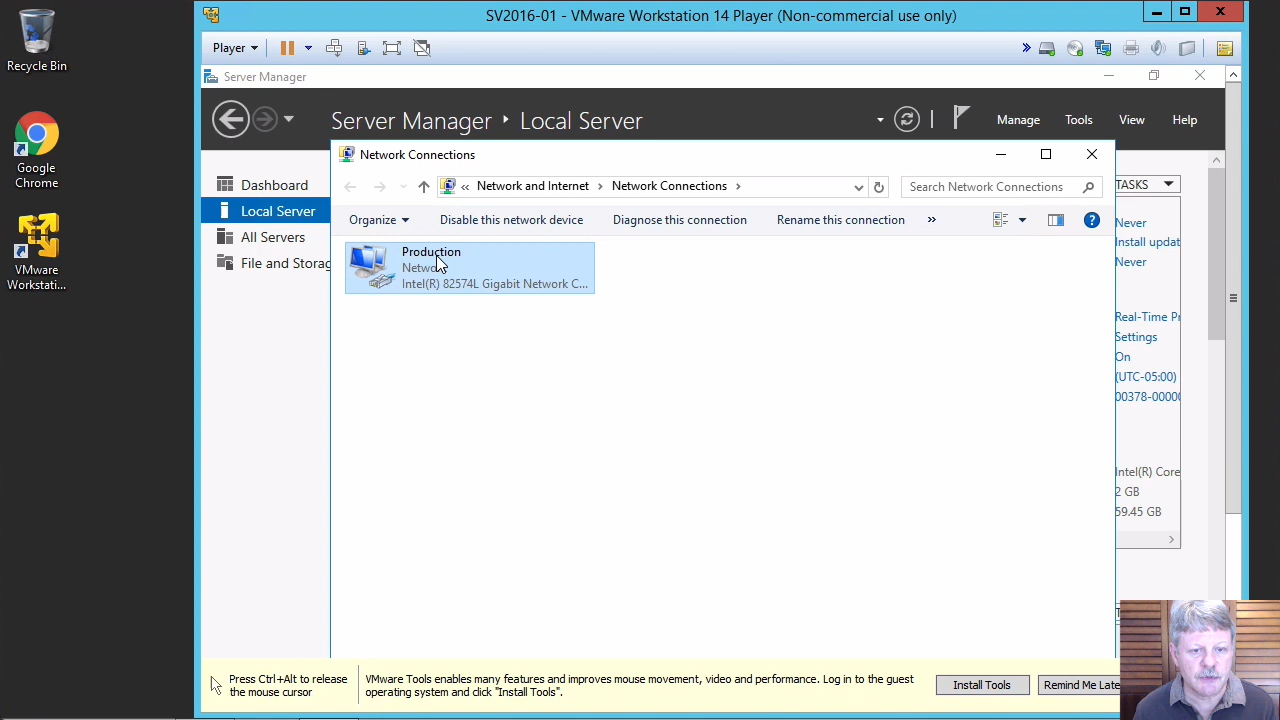 Recycle Bin
Google
Chrome
VMware
Workstati...
SV2016-01 - VMware Workstation 14 Player (Non-commercial use only)
Player
»
Server Manager
Server Manager Local Server
Manage Tools View Help
Dashboard
Local Server
All Servers
File and Storag
Network Connections
« Network and Internet Network Connections
Search Network Connections
Organize Disable this network device Diagnose this connection Rename this connection »
?
Production
Netwo
Intel(R) 82574L Gigabit Network C...
TASKS
Never
Install updat
Never
Real-Time Pr
Settings
On
(UTC-05:00)
00378-00000
Intel(R) Core
2 GB
59.45 GB
Press Ctrl+Alt to release
the mouse cursor
VMware Tools enables many features and improves mouse movement, video and performance. Log in to the guest
operating system and click "Install Tools".
Install Tools
Remind Me Late